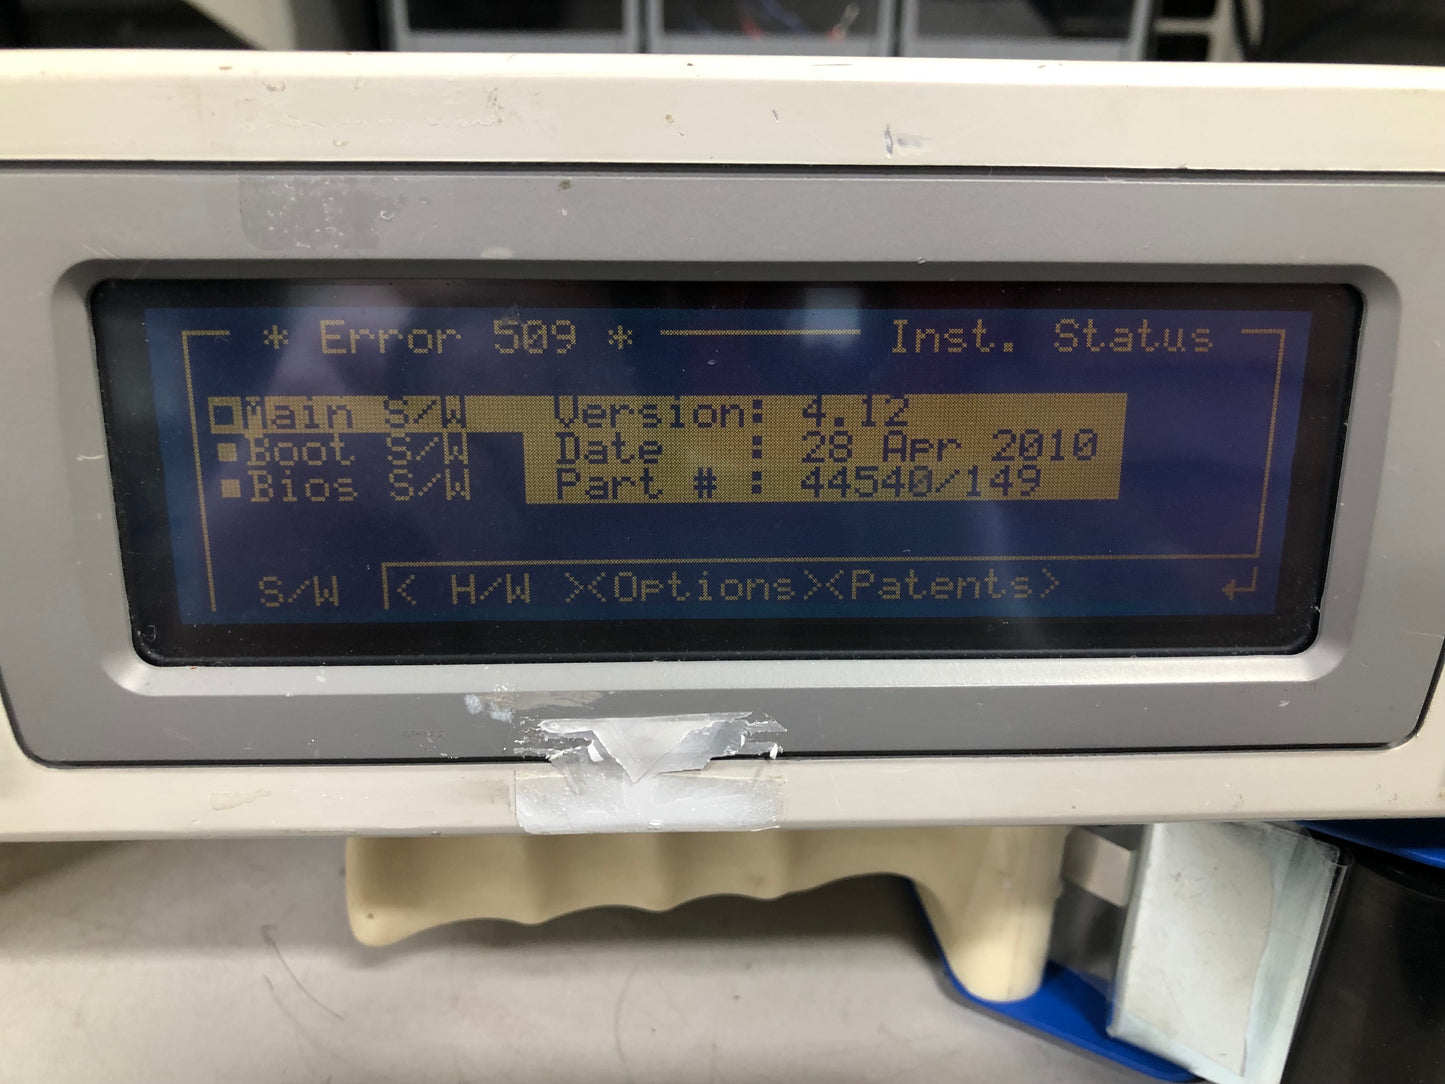 * Error 509 * Inst. Status
Main S/W Version: 4.12
Boot S/W Date : 28 Apr 2010
Bios S/W Part # : 44540/149
S/W < H/W ><Options><Patents>